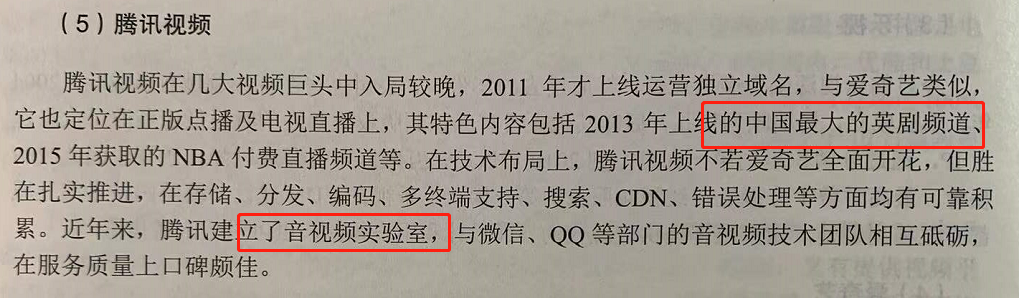 （5）腾讯视频
腾讯视频在几大视频巨头中入局较晚，2011 年才上线运营独立域名，与爱奇艺类似，
它也定位在正版点播及电视直播上，其特色内容包括 2013 年上线的中国最大的英剧频道、
2015 年获取的 NBA 付费直播频道等。在技术布局上，腾讯视频不若爱奇艺全面开花，但胜
在扎实推进，在存储、分发、编码、多终端支持、搜索、CDN、错误处理等方面均有可靠积
累。近年来，腾讯建立了音视频实验室，与微信、QQ 等部门的音视频技术团队相互砥砺，
在服务质量上口碑颇佳。